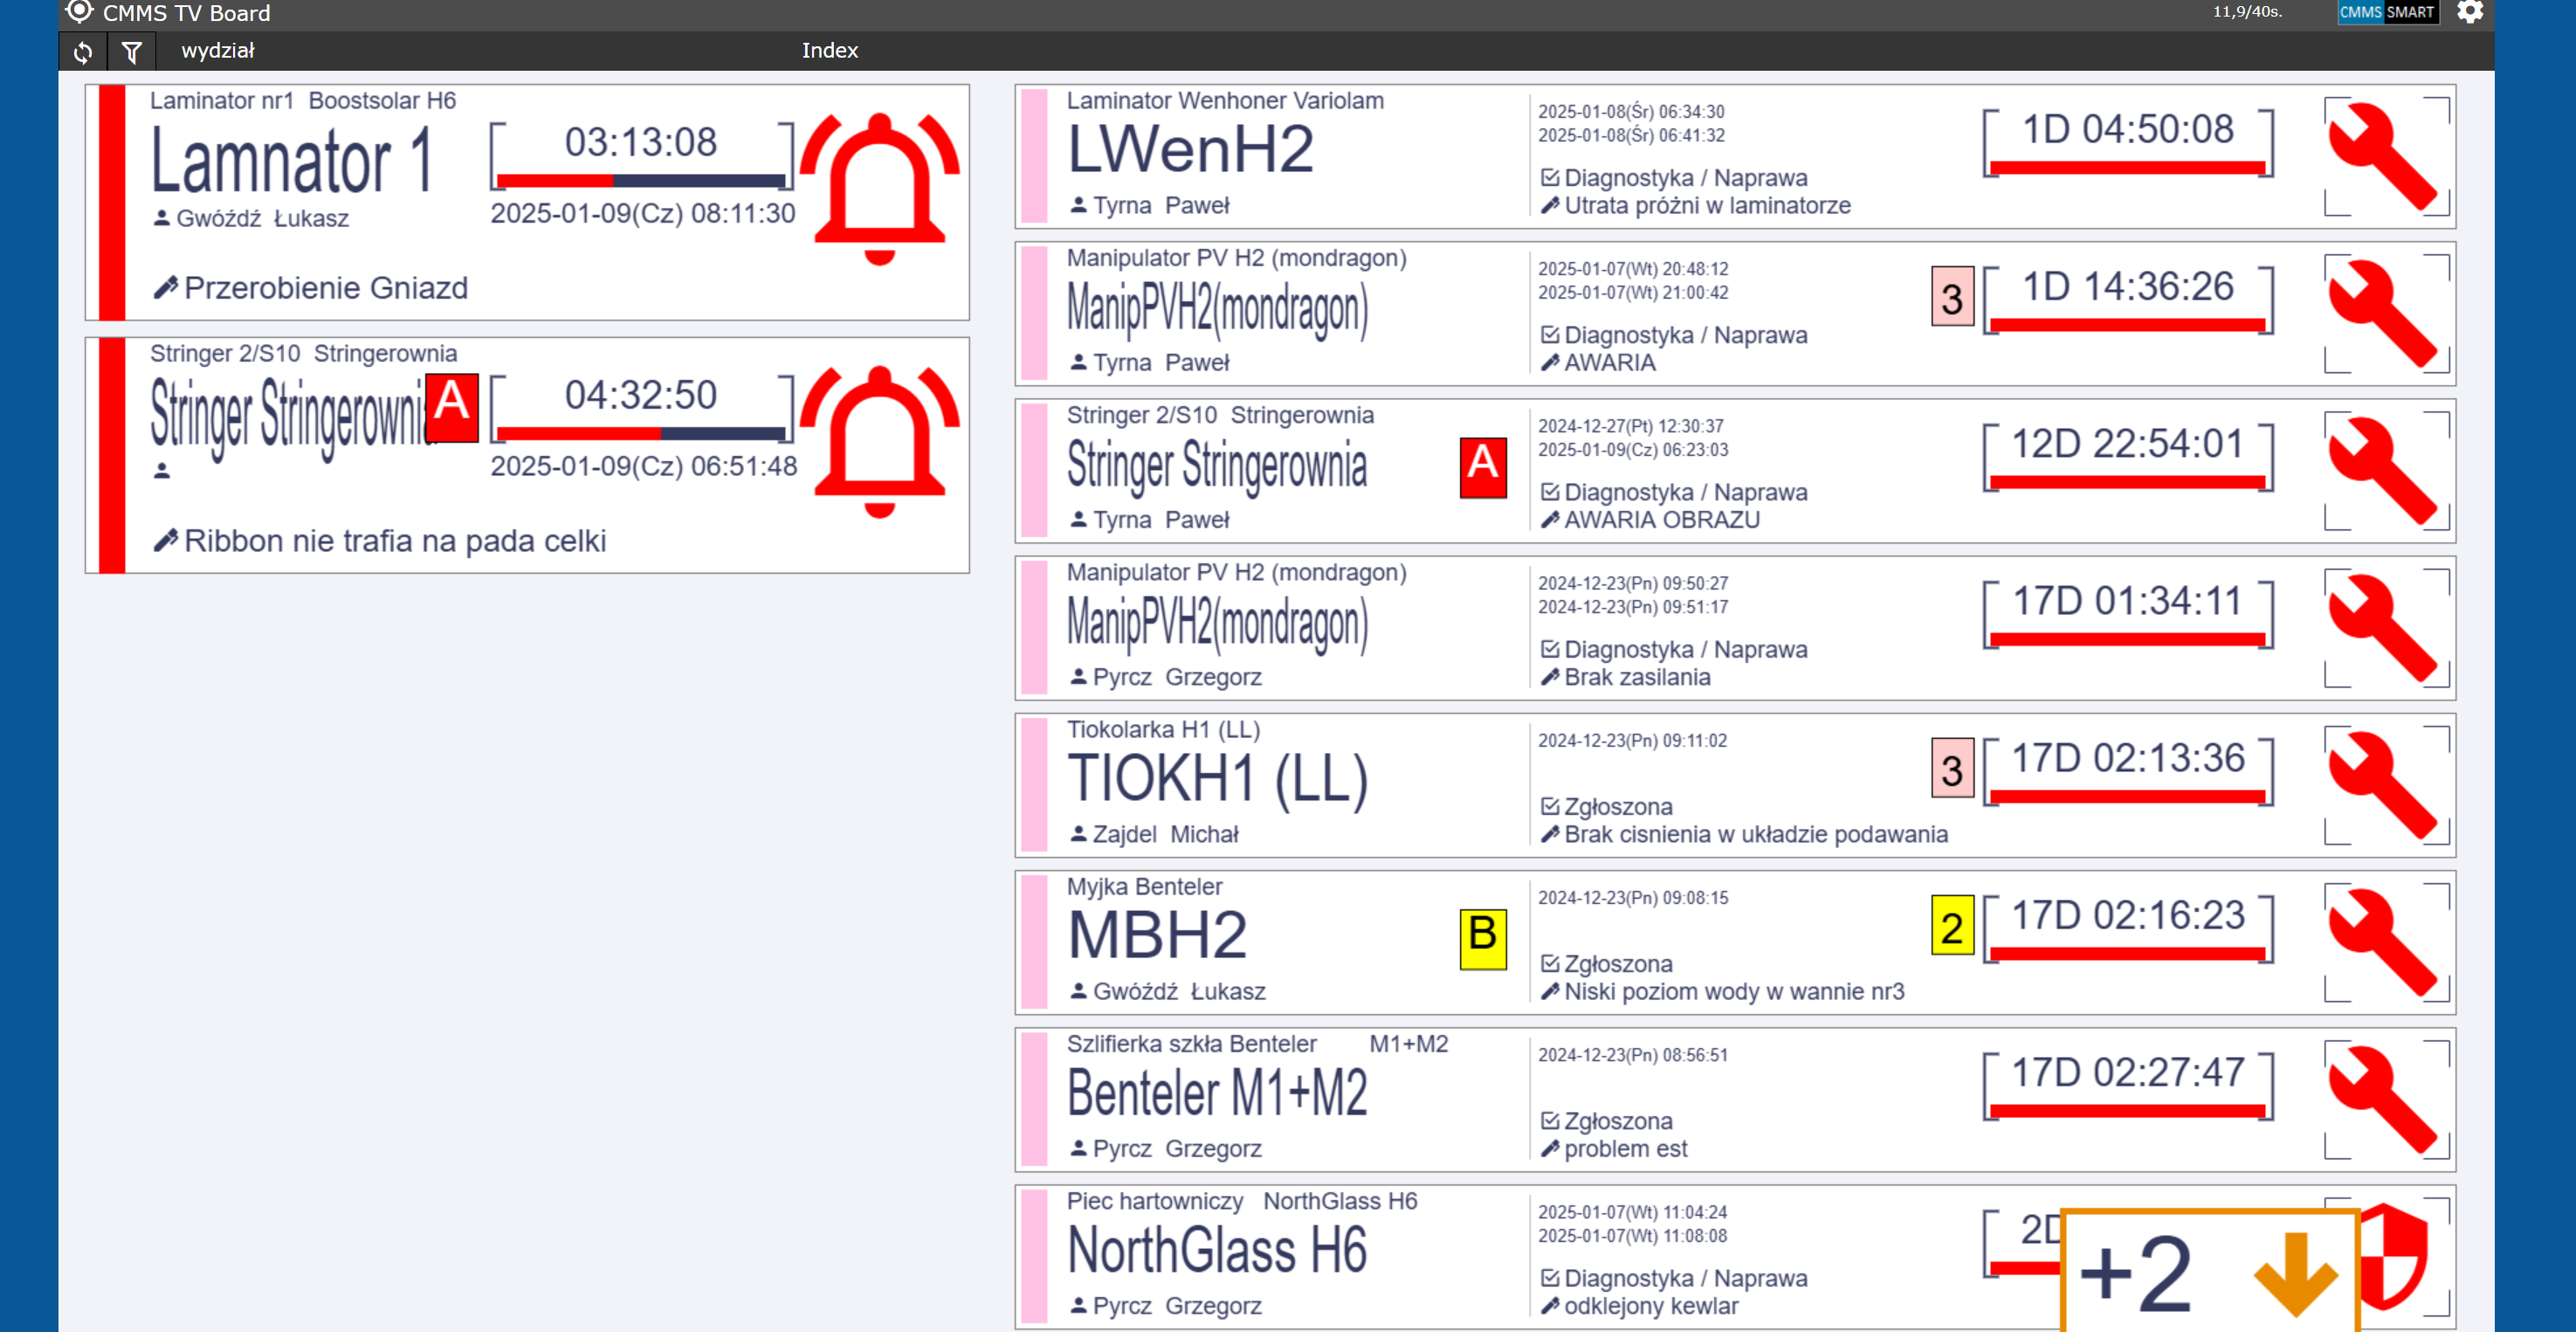 CMMS TV Board
11,9/40s.
CMMS SMART
wydział
Index
Laminator nr1 Boostsolar H6
Lamnator 1
03:13:08
2025-01-09(Cz) 08:11:30
Gwóźdź Łukasz
Przerobienie Gniazd
Stringer 2/S10 Stringerownia
Stringer Stringerownia
A
04:32:50
2025-01-09(Cz) 06:51:48
Ribbon nie trafia na pada celki
Laminator Wenhoner Variolam
LWenH2
Tyrna Paweł
2025-01-08(Śr) 06:34:30
2025-01-08(Śr) 06:41:32
Diagnostyka / Naprawa
Utrata próżni w laminatorze
1D 04:50:08
Manipulator PV H2 (mondragon)
ManipPVH2(mondragon)
Tyrna Paweł
2025-01-07(Wt) 20:48:12
2025-01-07(Wt) 21:00:42
Diagnostyka / Naprawa
AWARIA
3
1D 14:36:26
Stringer 2/S10 Stringerownia
Stringer Stringerownia
Tyrna Paweł
A
2024-12-27(Pt) 12:30:37
2025-01-09(Cz) 06:23:03
Diagnostyka / Naprawa
AWARIA OBRAZU
12D 22:54:01
Manipulator PV H2 (mondragon)
ManipPVH2(mondragon)
Pyrcz Grzegorz
2024-12-23(Pn) 09:50:27
2024-12-23(Pn) 09:51:17
Diagnostyka / Naprawa
Brak zasilania
17D 01:34:11
Tiokolarka H1 (LL)
TIOKH1 (LL)
Zajdel Michał
2024-12-23(Pn) 09:11:02
Zgłoszona
Brak cisnienia w układzie podawania
3
17D 02:13:36
Myjka Benteler
MBH2
Gwóźdź Łukasz
B
2024-12-23(Pn) 09:08:15
Zgłoszona
Niski poziom wody w wannie nr3
2
17D 02:16:23
Szlifierka szkła Benteler M1+M2
Benteler M1+M2
Pyrcz Grzegorz
2024-12-23(Pn) 08:56:51
Zgłoszona
problem est
17D 02:27:47
Piec hartowniczy NorthGlass H6
NorthGlass H6
Pyrcz Grzegorz
2025-01-07(Wt) 11:04:24
2025-01-07(Wt) 11:08:08
Diagnostyka / Naprawa
odklejony kewlar
2D
+2